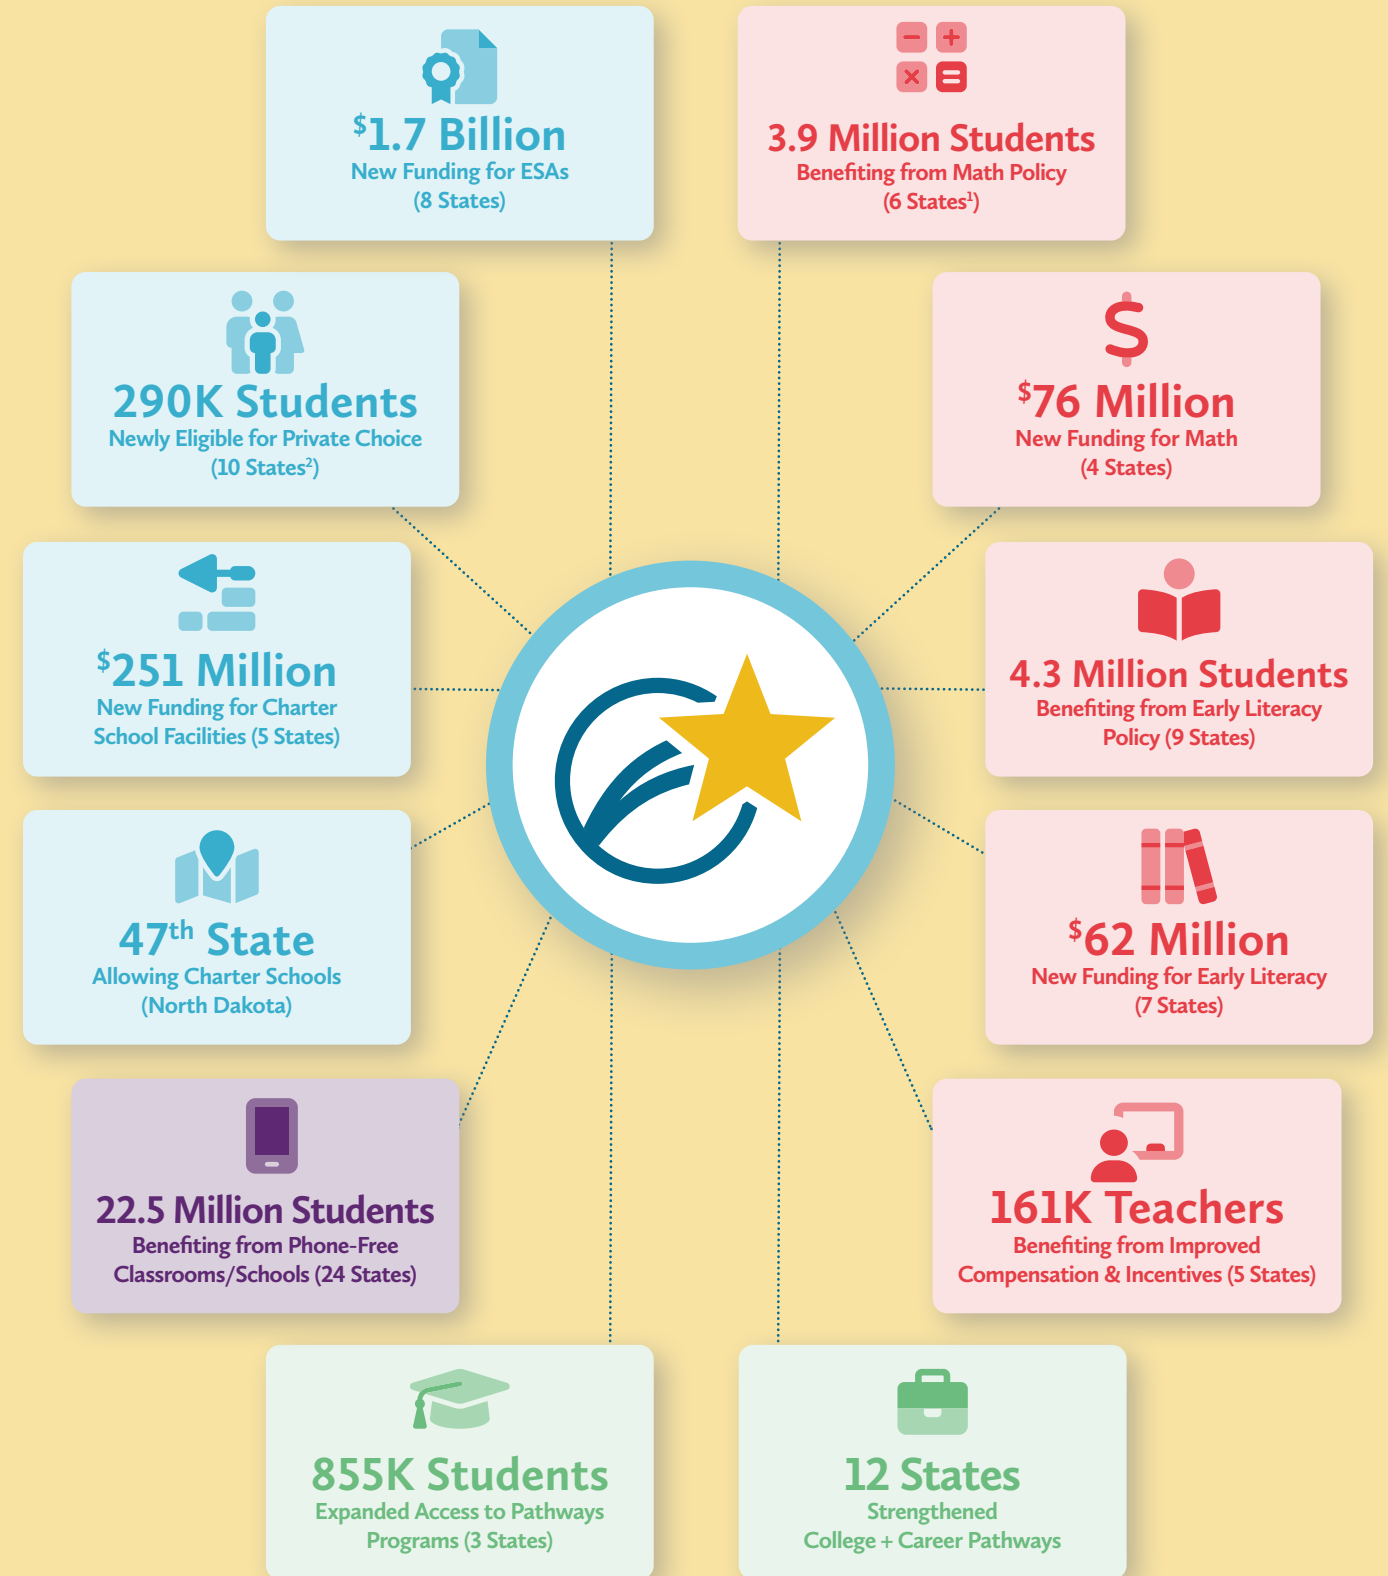 $1.7 Billion
New Funding for ESAs
(8 States)
3.9 Million Students
Benefiting from Math Policy
(6 States¹)
290K Students
Newly Eligible for Private Choice
(10 States²)
$76 Million
New Funding for Math
(4 States)
$251 Million
New Funding for Charter
School Facilities (5 States)
4.3 Million Students
Benefiting from Early Literacy
Policy (9 States)
47th State
Allowing Charter Schools
(North Dakota)
$62 Million
New Funding for Early Literacy
(7 States)
22.5 Million Students
Benefiting from Phone-Free
Classrooms/Schools (24 States)
161K Teachers
Benefiting from Improved
Compensation & Incentives (5 States)
855K Students
Expanded Access to Pathways
Programs (3 States)
12 States
Strengthened
College + Career Pathways